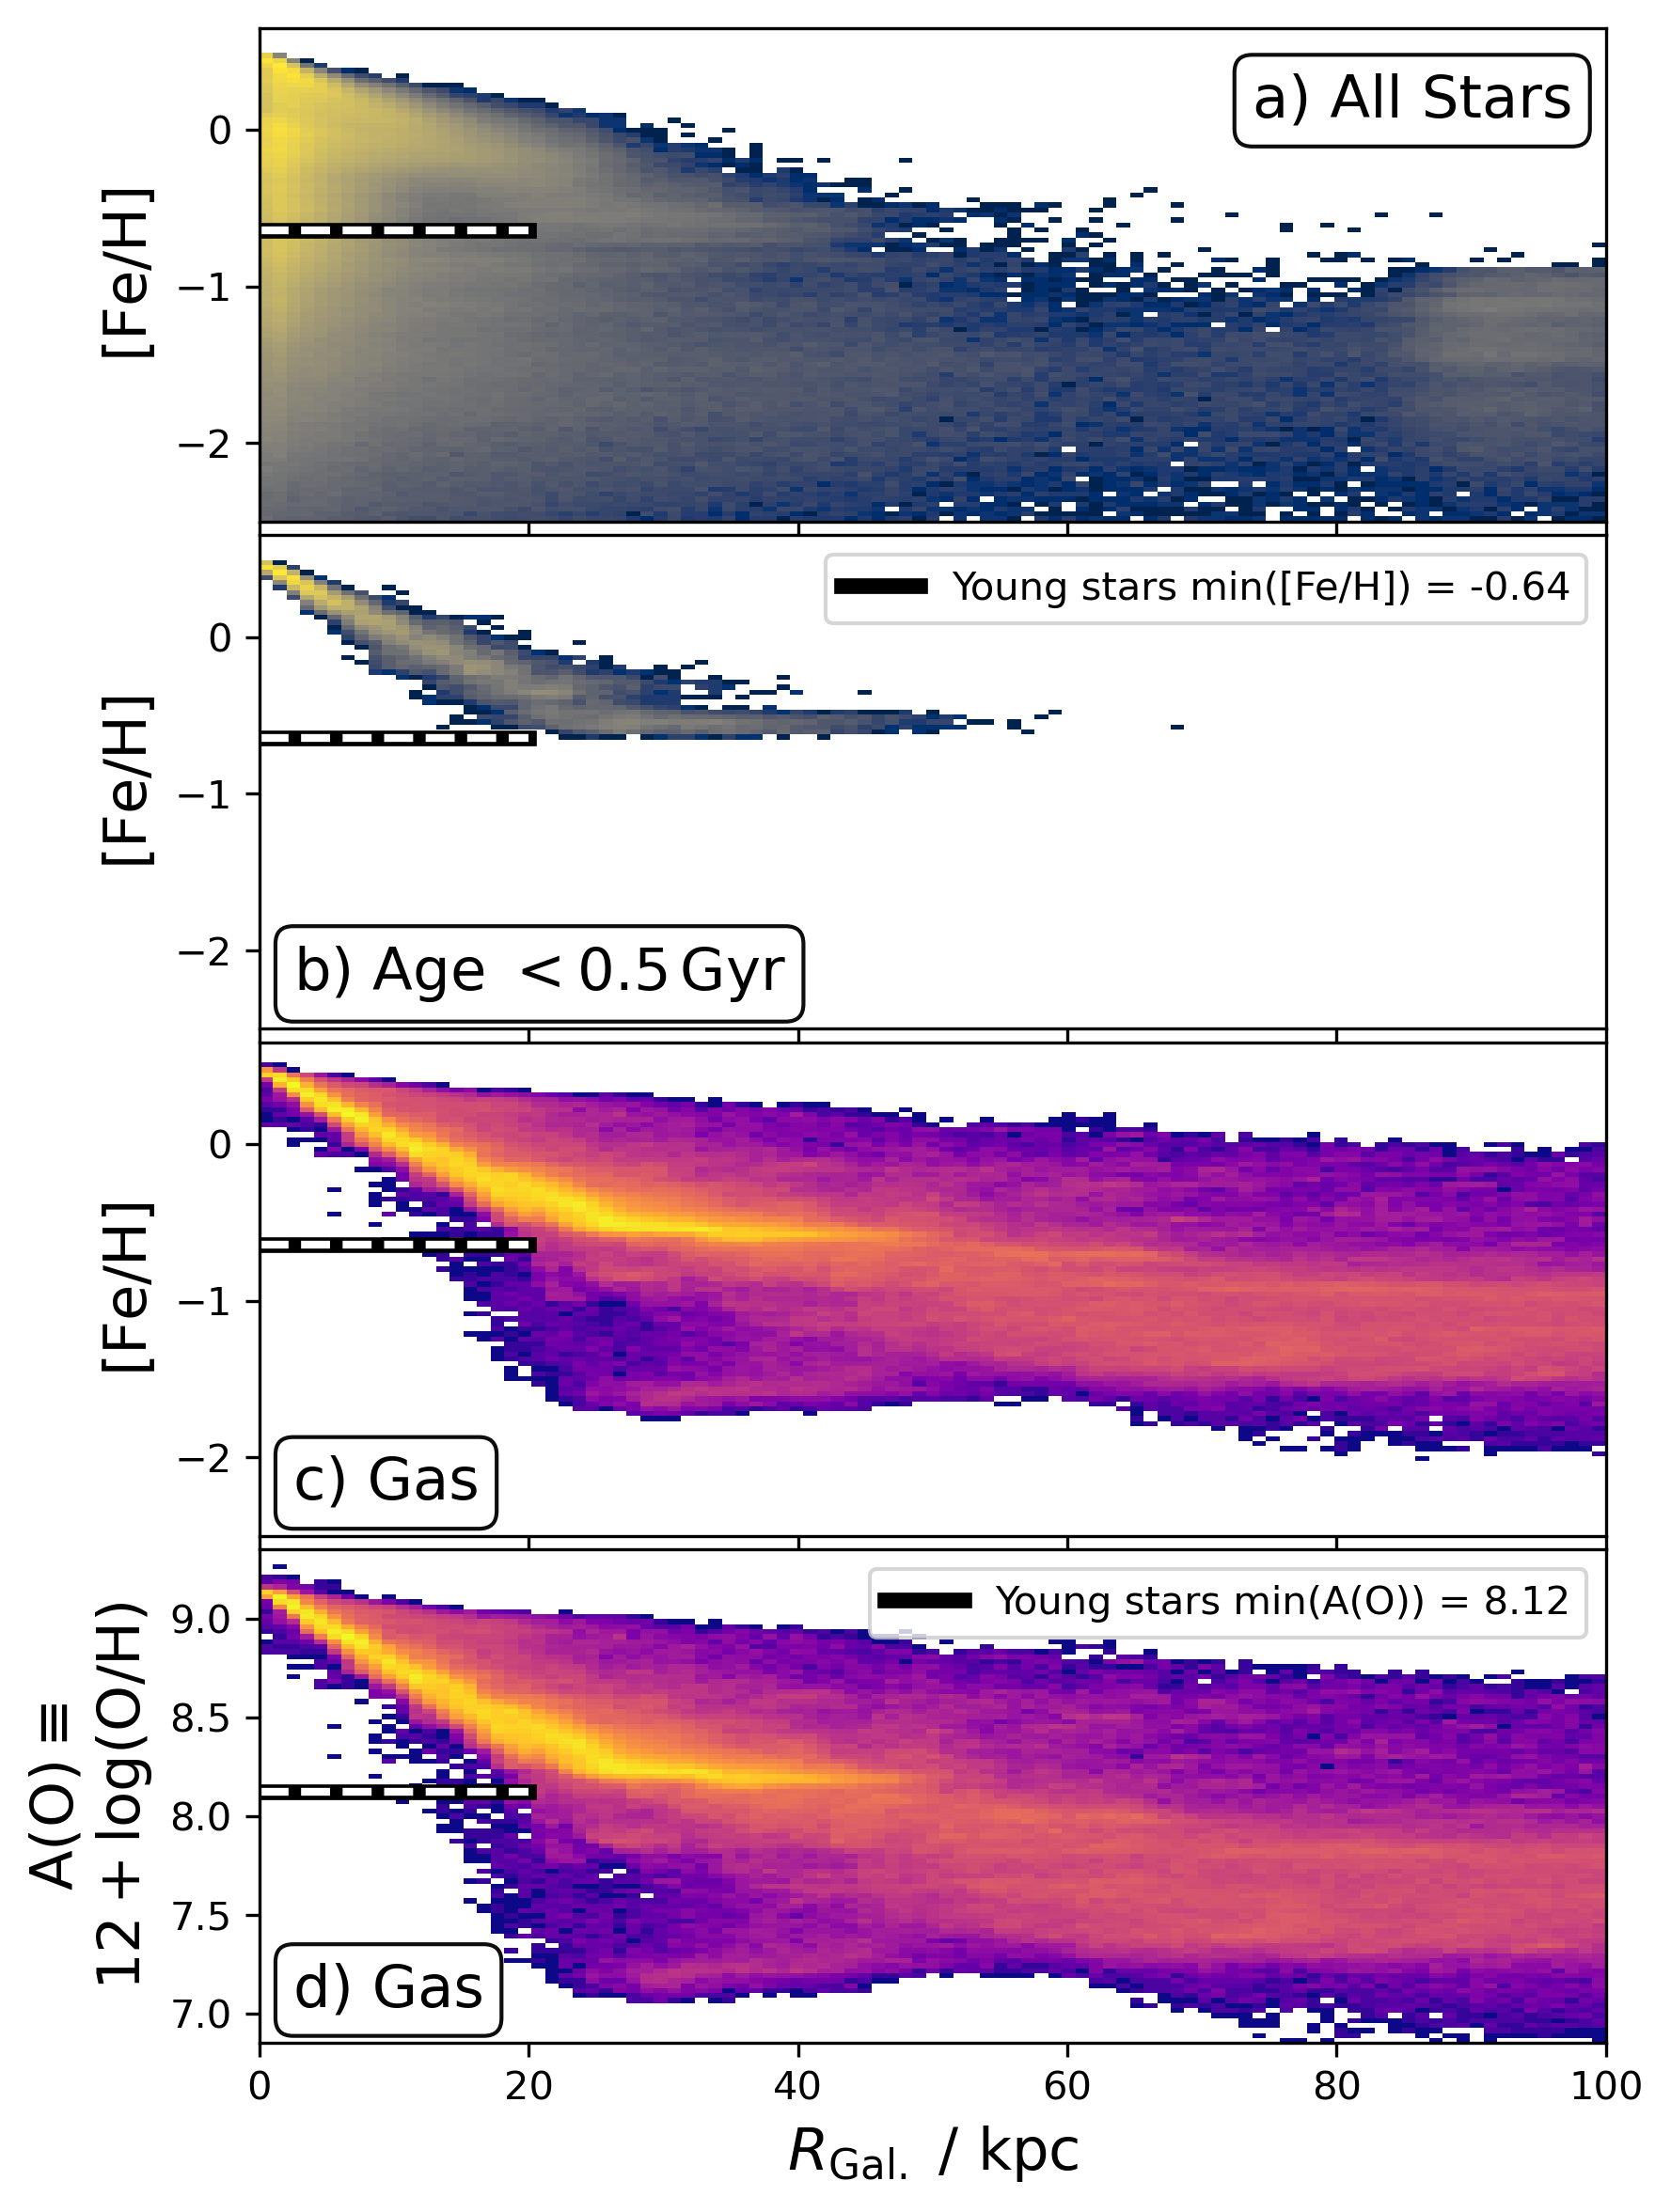 a) All Stars
0
−1
−2
[Fe/H]
Young stars min([Fe/H]) = -0.64
0
−1
−2
[Fe/H]
b) Age < 0.5 Gyr
0
−1
−2
[Fe/H]
c) Gas
Young stars min(A(O)) = 8.12
9.0
8.5
8.0
7.5
7.0
A(O) ≡
12 + log(O/H)
d) Gas
0 20 40 60 80 100
R_Gal. / kpc